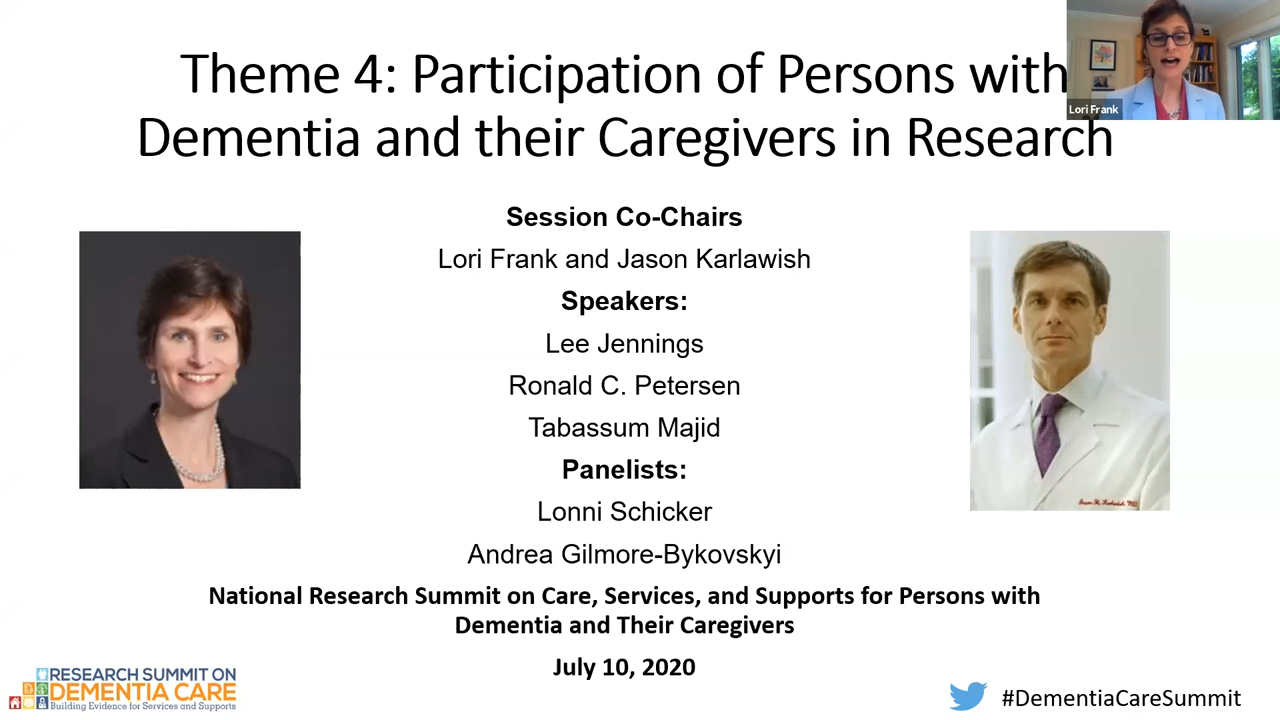 Theme 4: Participation of Persons with
Dementia and their Caregivers in Research
Lori Frank
Session Co-Chairs
Lori Frank and Jason Karlawish
Speakers:
Lee Jennings
Ronald C. Petersen
Tabassum Majid
Panelists:
Lonni Schicker
Andrea Gilmore-Bykovskyi
National Research Summit on Care, Services, and Supports for Persons with
Dementia and Their Caregivers
July 10, 2020
RESEARCH SUMMIT ON
DEMENTIA CARE
Building Evidence for Services and Supports
#DementiaCareSummit